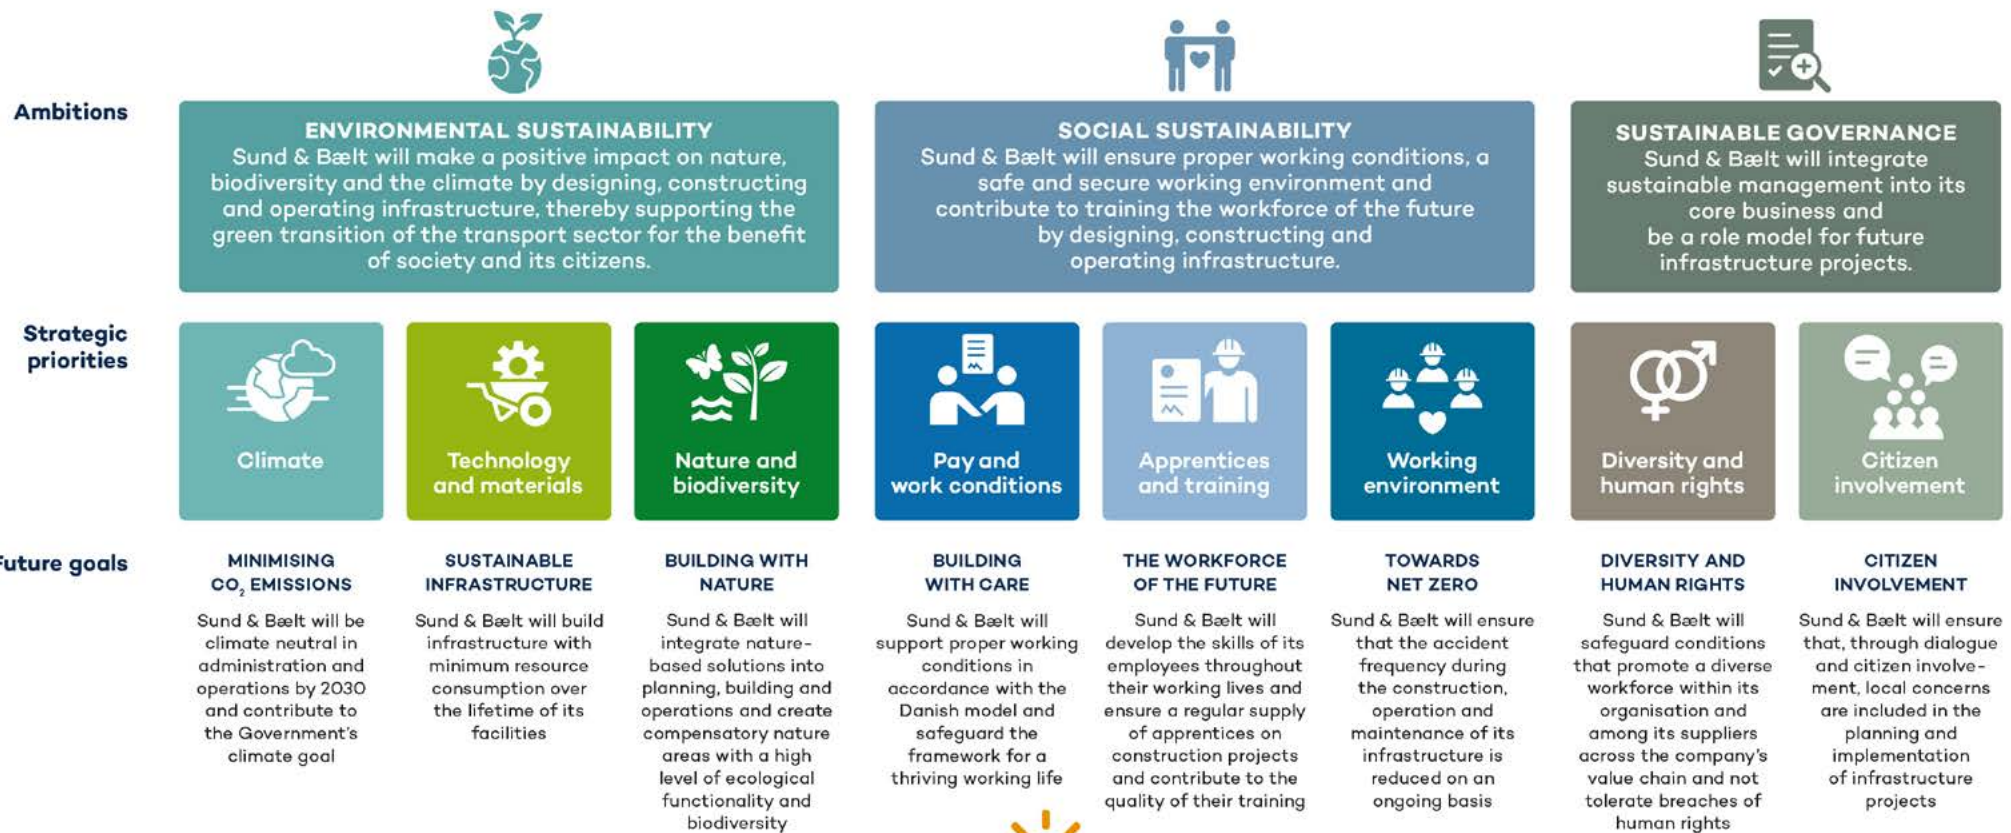 Ambitions
ENVIRONMENTAL SUSTAINABILITY
Sund & Bælt will make a positive impact on nature,
biodiversity and the climate by designing, constructing
and operating infrastructure, thereby supporting the
green transition of the transport sector for the benefit
of society and its citizens.
SOCIAL SUSTAINABILITY
Sund & Bælt will ensure proper working conditions, a
safe and secure working environment and
contribute to training the workforce of the future
by designing, constructing and
operating infrastructure.
SUSTAINABLE GOVERNANCE
Sund & Bælt will integrate
sustainable management into its
core business and
be a role model for future
infrastructure projects.
Strategic
priorities
Climate
Technology
and materials
Nature and
biodiversity
Pay and
work conditions
Apprentices
and training
Working
environment
Diversity and
human rights
Citizen
involvement
Future goals
MINIMISING
CO₂ EMISSIONS
Sund & Bælt will be
climate neutral in
administration and
operations by 2030
and contribute to
the Government's
climate goal
SUSTAINABLE
INFRASTRUCTURE
Sund & Bælt will build
infrastructure with
minimum resource
consumption over
the lifetime of its
facilities
BUILDING WITH
NATURE
Sund & Bælt will
integrate nature-
based solutions into
planning, building and
operations and create
compensatory nature
areas with a high
level of ecological
functionality and
biodiversity
BUILDING
WITH CARE
Sund & Bælt will
support proper working
conditions in
accordance with the
Danish model and
safeguard the
framework for a
thriving working life
THE WORKFORCE
OF THE FUTURE
Sund & Bælt will
develop the skills of its
employees throughout
their working lives and
ensure a regular supply
of apprentices on
construction projects
and contribute to the
quality of their training
TOWARDS
NET ZERO
Sund & Bælt will ensure
that the accident
frequency during
the construction,
operation and
maintenance of its
infrastructure is
reduced on an
ongoing basis
DIVERSITY AND
HUMAN RIGHTS
Sund & Bælt will
safeguard conditions
that promote a diverse
workforce within its
organisation and
among its suppliers
across the company's
value chain and not
tolerate breaches of
human rights
CITIZEN
INVOLVEMENT
Sund & Bælt will ensure
that, through dialogue
and citizen involve-
ment, local concerns
are included in the
planning and
implementation
of infrastructure
projects